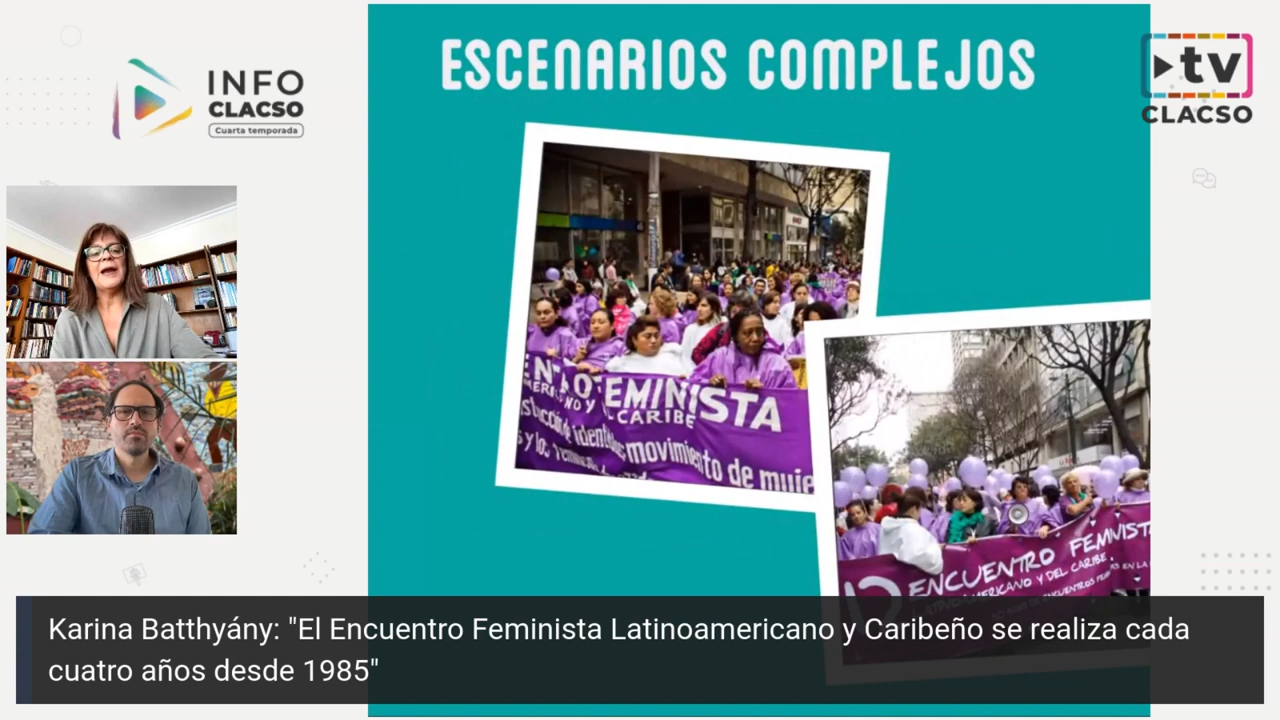 ESCENARIOS COMPLEJOS
INFO
CLACSO
Cuarta temporada
tv
CLACSO
FEMINISTA
CARIBE
movimiento de muje
ENCUENTRO FEMINIST
LATINOAMERICANO Y DEL CARIBE
Karina Batthyány: "El Encuentro Feminista Latinoamericano y Caribeño se realiza cada
cuatro años desde 1985"